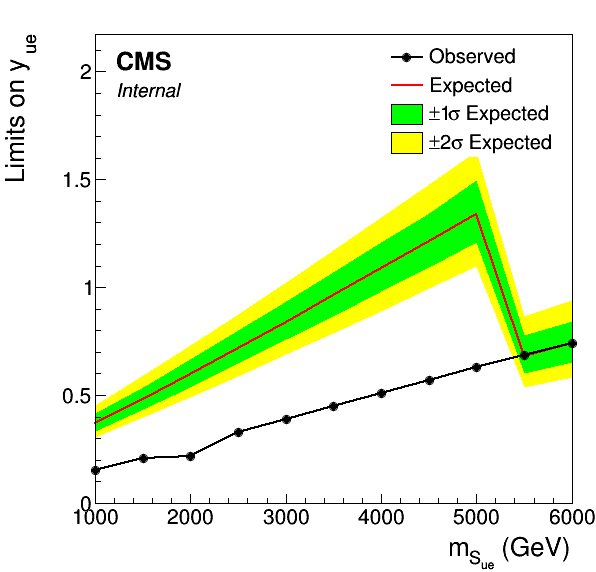 CMS
Internal
Observed
Expected
±1σ Expected
±2σ Expected
Limits on y_ue
2
1.5
1
0.5
0
1000 2000 3000 4000 5000 6000
m_S_ue (GeV)